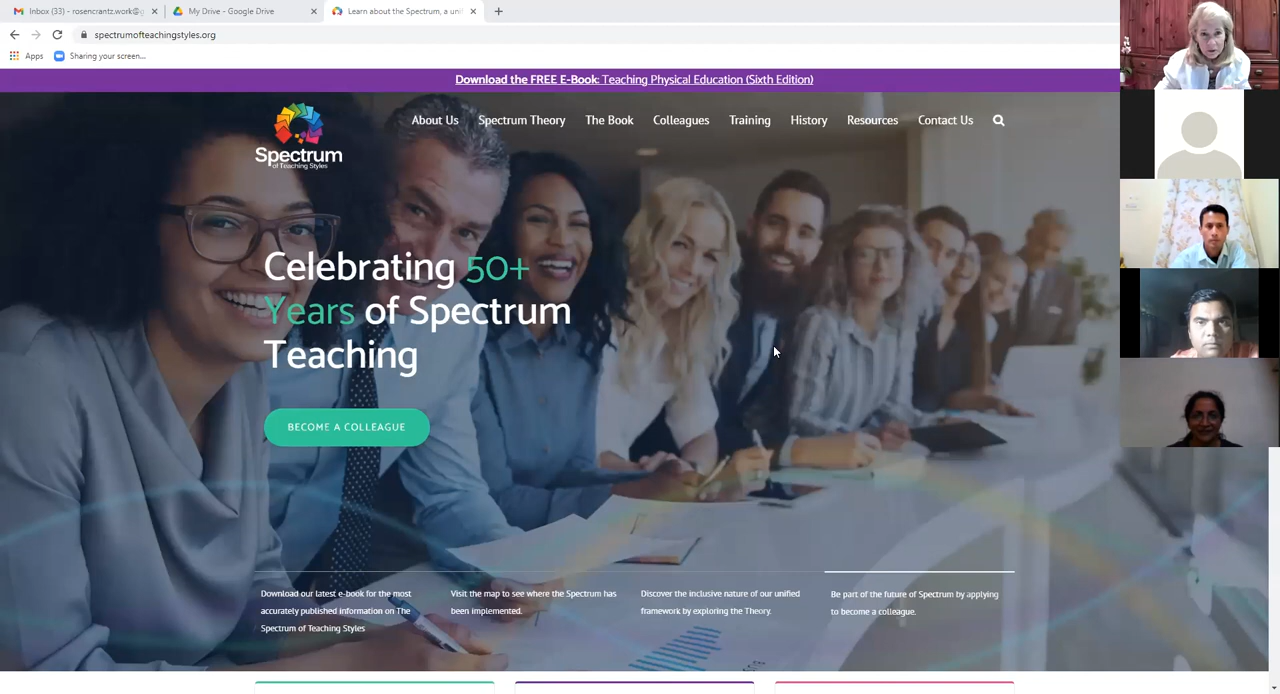 Inbox (33) - rosencrantz.work@g
My Drive - Google Drive
Learn about the Spectrum, a uni
spectrumofteachingstyles.org
Apps
Sharing your screen...
Download the FREE E-Book: Teaching Physical Education (Sixth Edition)
Spectrum
of Teaching Styles
About Us
Spectrum Theory
The Book
Colleagues
Training
History
Resources
Contact Us
Celebrating 50+
Years of Spectrum
Teaching
BECOME A COLLEAGUE
Download our latest e-book for the most
accurately published information on The
Spectrum of Teaching Styles
Visit the map to see where the Spectrum has
been implemented.
Discover the inclusive nature of our unified
framework by exploring the Theory.
Be part of the future of Spectrum by applying
to become a colleague.